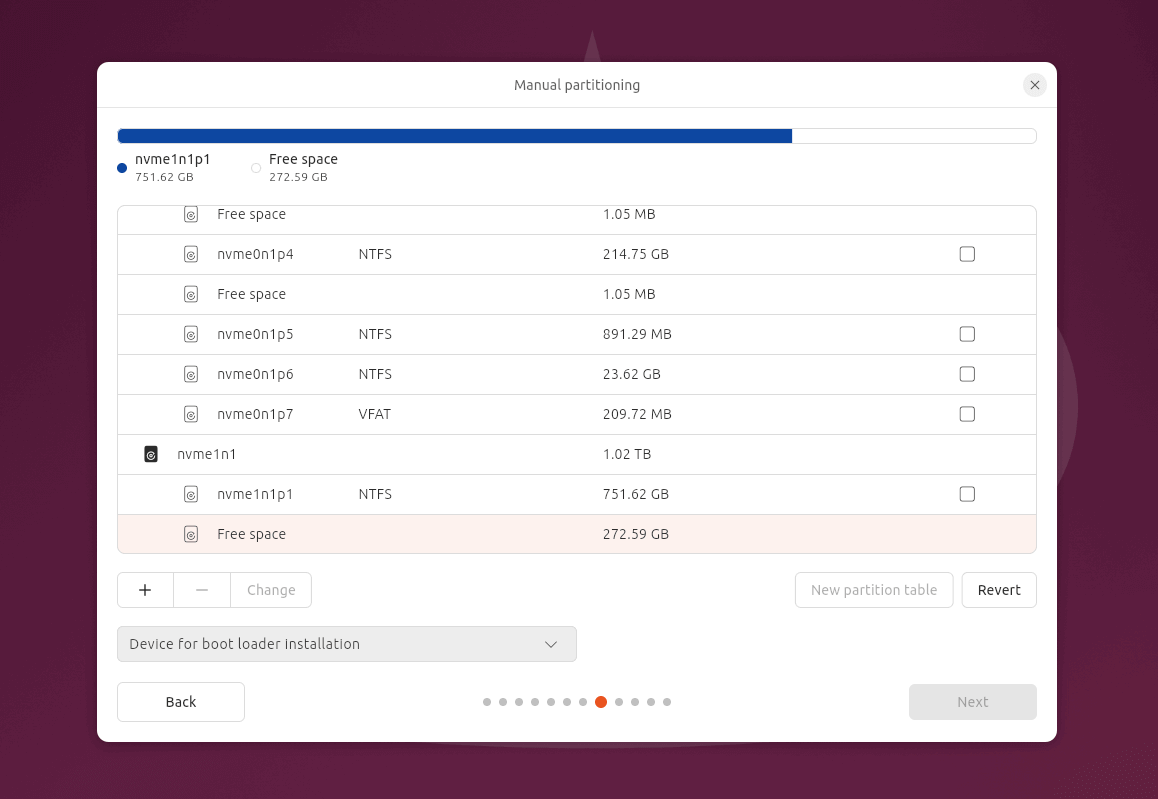 Manual partitioning
nvme1n1p1
751.62 GB
Free space
272.59 GB
Free space 1.05 MB
nvme0n1p4 NTFS 214.75 GB
Free space 1.05 MB
nvme0n1p5 NTFS 891.29 MB
nvme0n1p6 NTFS 23.62 GB
nvme0n1p7 VFAT 209.72 MB
nvme1n1 1.02 TB
nvme1n1p1 NTFS 751.62 GB
Free space 272.59 GB
+ − Change New partition table Revert
Device for boot loader installation
Back Next